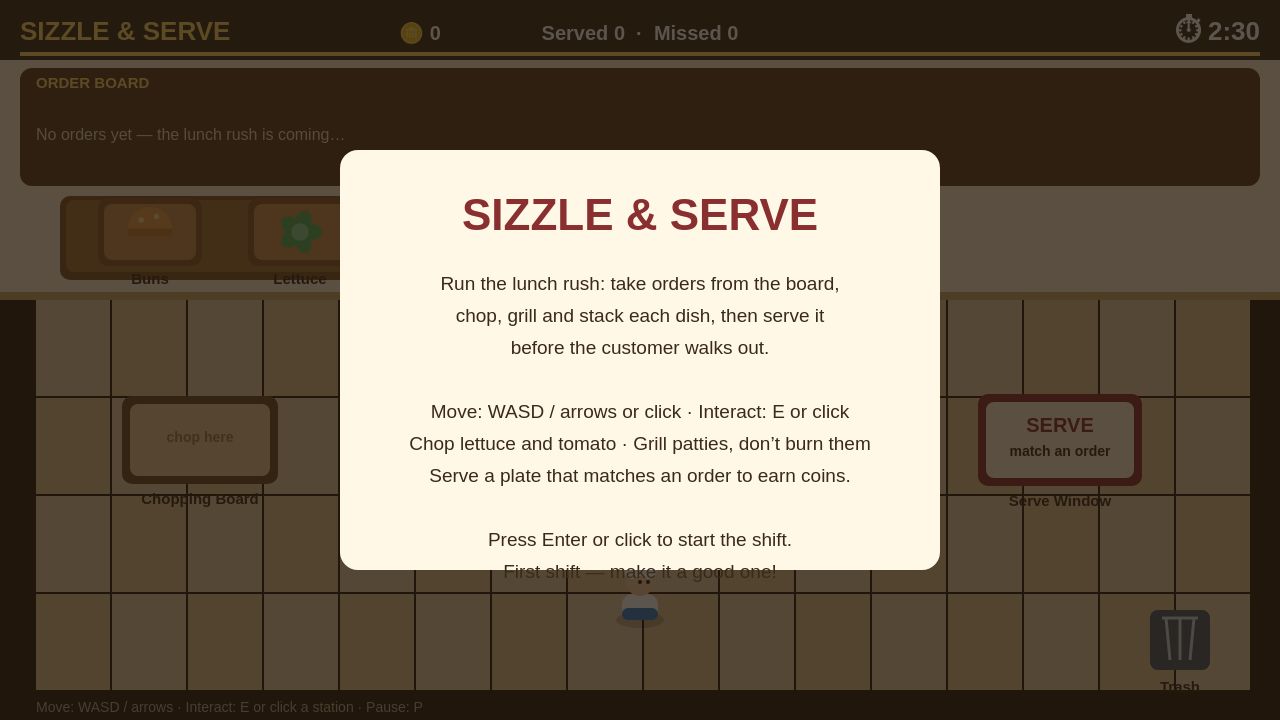 SIZZLE & SERVE
0
Served 0 · Missed 0
2:30
ORDER BOARD
No orders yet — the lunch rush is coming…
Buns
Lettuce
SIZZLE & SERVE
Run the lunch rush: take orders from the board,
chop, grill and stack each dish, then serve it
before the customer walks out.
Move: WASD / arrows or click · Interact: E or click
Chop lettuce and tomato · Grill patties, don’t burn them
Serve a plate that matches an order to earn coins.
Press Enter or click to start the shift.
First shift — make it a good one!
chop here
Chopping Board
SERVE
match an order
Serve Window
Trash
Move: WASD / arrows · Interact: E or click a station · Pause: P